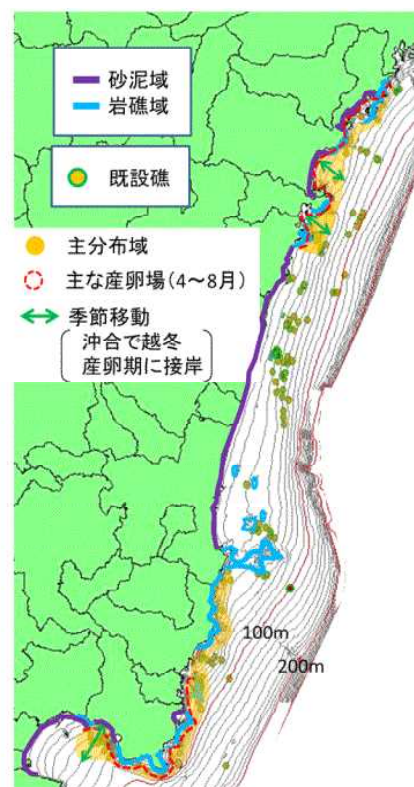 砂泥域
岩礁域
既設礁
主分布域
主な産卵場(4～8月)
季節移動
沖合で越冬
産卵期に接岸
100m
200m